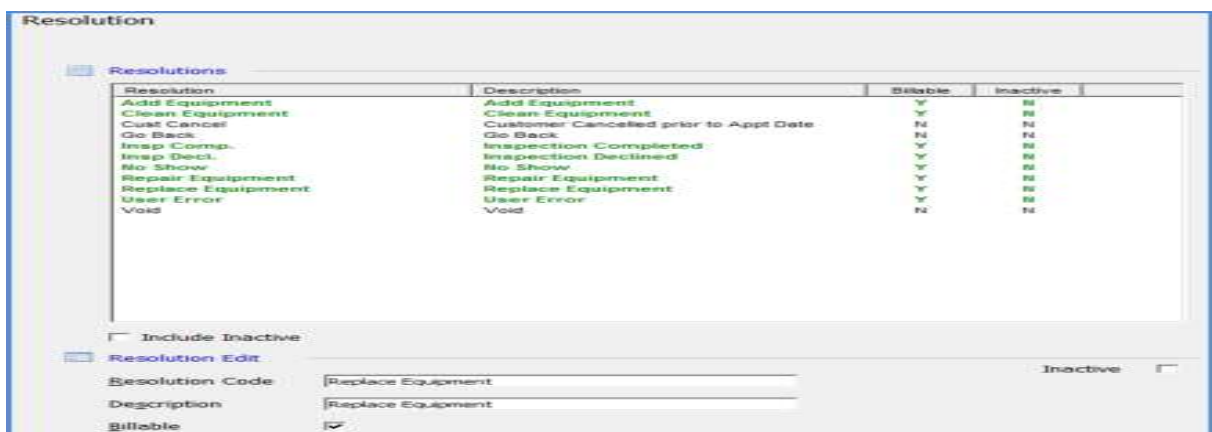 Resolution
Resolutions
Resolution Description Billable Inactive
Add Equipment Add Equipment Y N
Clean Equipment Clean Equipment Y N
Cust Cancel Customer Cancelled prior to Appt Date N N
Go Back Go Back N N
Insp Comp. Inspection Completed Y N
Insp Decl. Inspection Declined Y N
No Show No Show Y N
Repair Equipment Repair Equipment Y N
Replace Equipment Replace Equipment Y N
User Error User Error Y N
Void Void N N
Include Inactive
Resolution Edit
Inactive
Resolution Code Replace Equipment
Description Replace Equipment
Billable